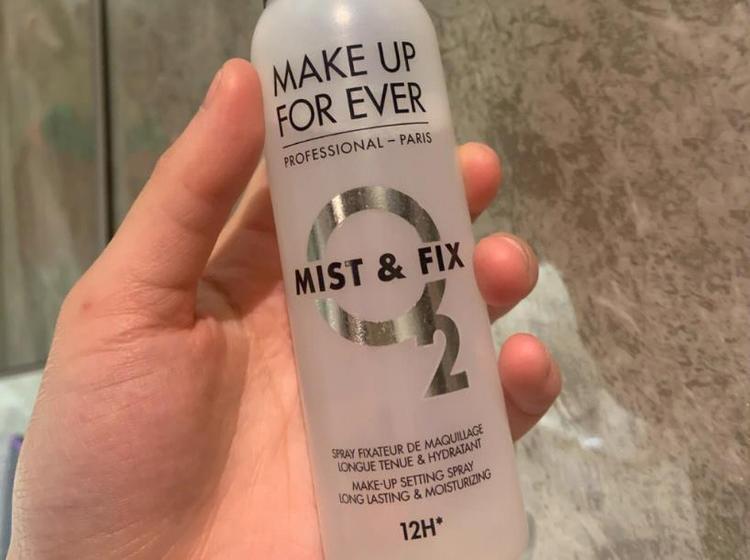 MAKE UP
FOR EVER
PROFESSIONAL – PARIS
O2
MIST & FIX
SPRAY FIXATEUR DE MAQUILLAGE
LONGUE TENUE & HYDRATANT
MAKE-UP SETTING SPRAY
LONG LASTING & MOISTURIZING
12H*